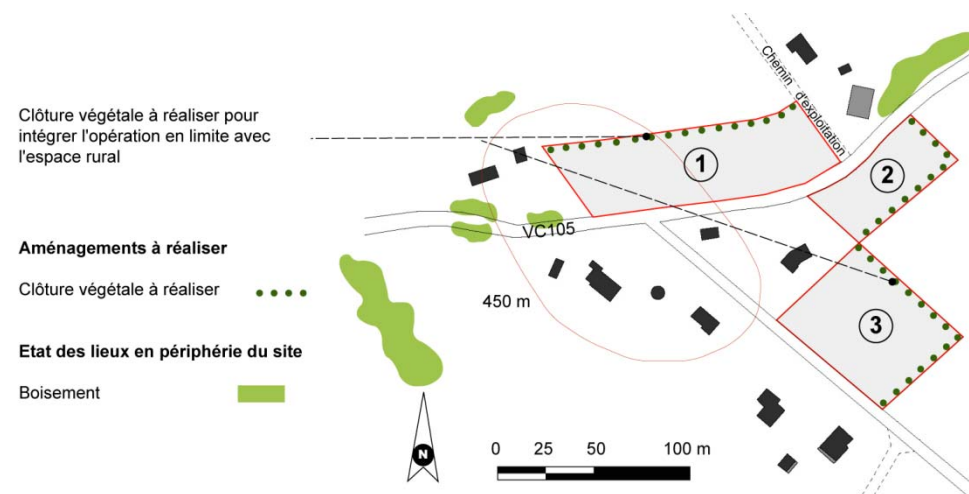 Clôture végétale à réaliser pour
intégrer l'opération en limite avec
l'espace rural
Aménagements à réaliser
Clôture végétale à réaliser
Etat des lieux en périphérie du site
Boisement
Chemin d'exploitation
1
2
3
VC105
450 m
N
0 25 50 100 m